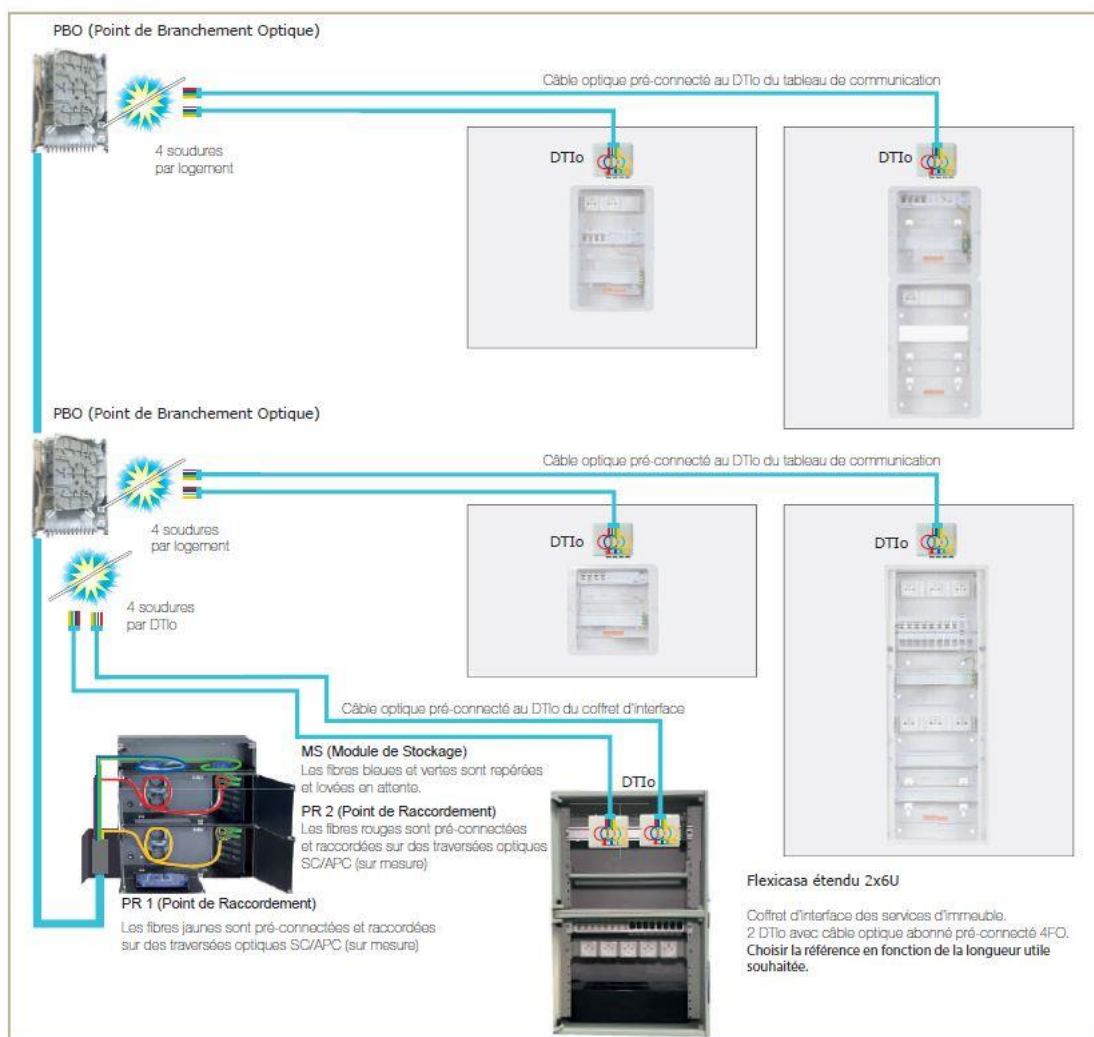 PBO (Point de Branchement Optique)
Câble optique pré-connecté au DTIo du tableau de communication
4 soudures
par logement
DTIo
DTIo
PBO (Point de Branchement Optique)
Câble optique pré-connecté au DTIo du tableau de communication
4 soudures
par logement
DTIo
DTIo
4 soudures
par DTIo
Câble optique pré-connecté au DTIo du coffret d'interface
MS (Module de Stockage)
Les fibres bleues et vertes sont repérées
et lovées en attente.
DTIo
PR 2 (Point de Raccordement)
Les fibres rouges sont pré-connectées
et raccordées sur des traversées optiques
SC/APC (sur mesure)
PR 1 (Point de Raccordement)
Les fibres jaunes sont pré-connectées et raccordées
sur des traversées optiques SC/APC (sur mesure)
Flexicasa étendu 2x6U
Coffret d'interface des services d'immeuble.
2 DTIo avec câble optique abonné pré-connecté 4FO.
Choisir la référence en fonction de la longueur utile
souhaitée.